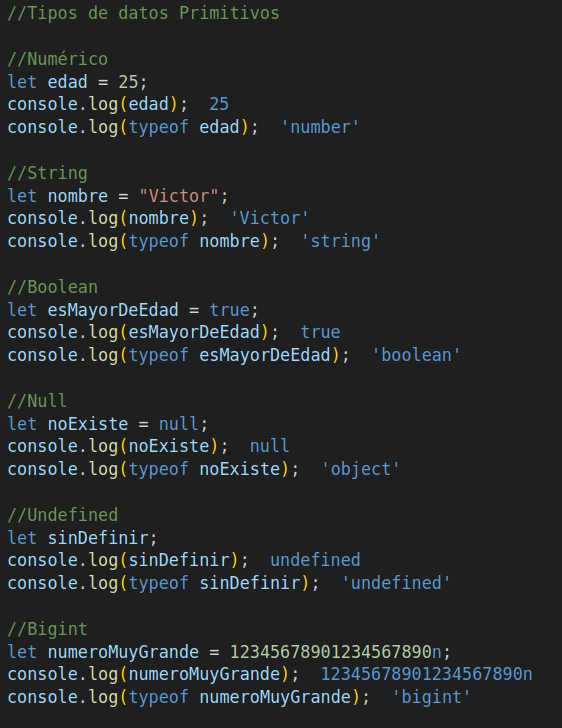 //Tipos de datos Primitivos
//Numérico
let edad = 25;
console.log(edad);  25
console.log(typeof edad);  'number'
//String
let nombre = "Victor";
console.log(nombre);  'Victor'
console.log(typeof nombre);  'string'
//Boolean
let esMayorDeEdad = true;
console.log(esMayorDeEdad);  true
console.log(typeof esMayorDeEdad);  'boolean'
//Null
let noExiste = null;
console.log(noExiste);  null
console.log(typeof noExiste);  'object'
//Undefined
let sinDefinir;
console.log(sinDefinir);  undefined
console.log(typeof sinDefinir);  'undefined'
//Bigint
let numeroMuyGrande = 12345678901234567890n;
console.log(numeroMuyGrande);  12345678901234567890n
console.log(typeof numeroMuyGrande);  'bigint'